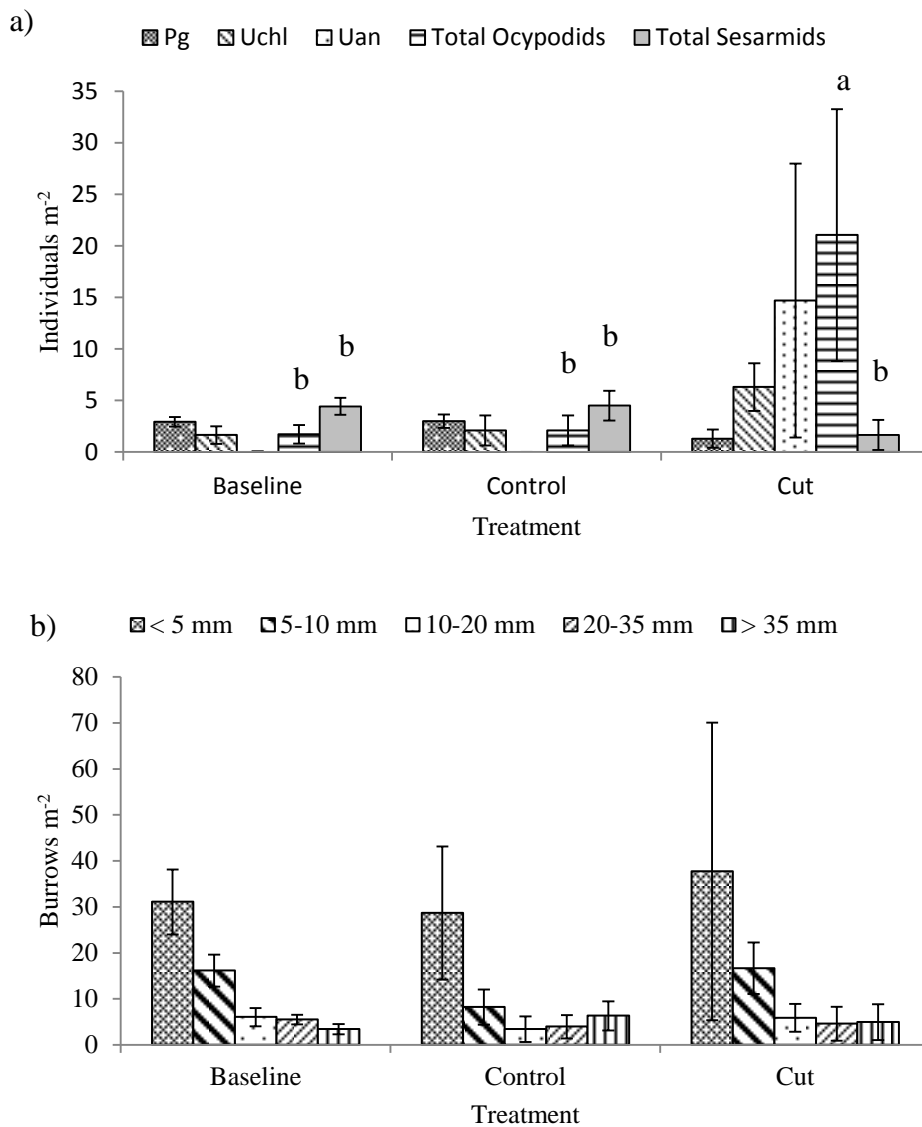 a)
Pg Uchl Uan Total Ocypodids Total Sesarmids
a
35
30
25
20
15
10
5
0
Individuals m-2
b b
b b
b
Baseline Control Cut
Treatment
b)
< 5 mm 5-10 mm 10-20 mm 20-35 mm > 35 mm
80
70
60
50
40
30
20
10
0
Burrows m-2
Baseline Control Cut
Treatment